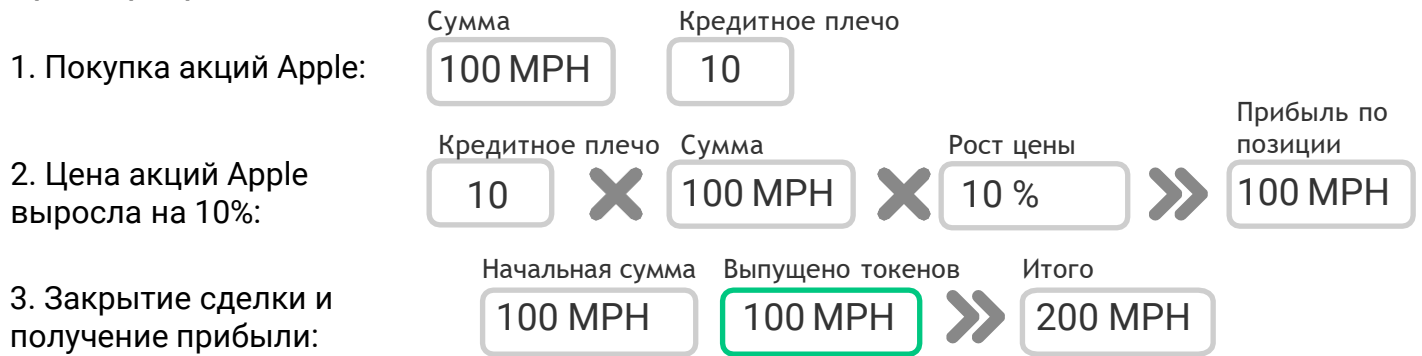 Сумма Кредитное плечо
1. Покупка акций Apple: 100 MPH 10
Прибыль по
позиции
Кредитное плечо Сумма Рост цены
2. Цена акций Apple
выросла на 10%:
10 100 MPH 10 % 100 MPH
Начальная сумма Выпущено токенов Итого
3. Закрытие сделки и
получение прибыли:
100 MPH 100 MPH 200 MPH